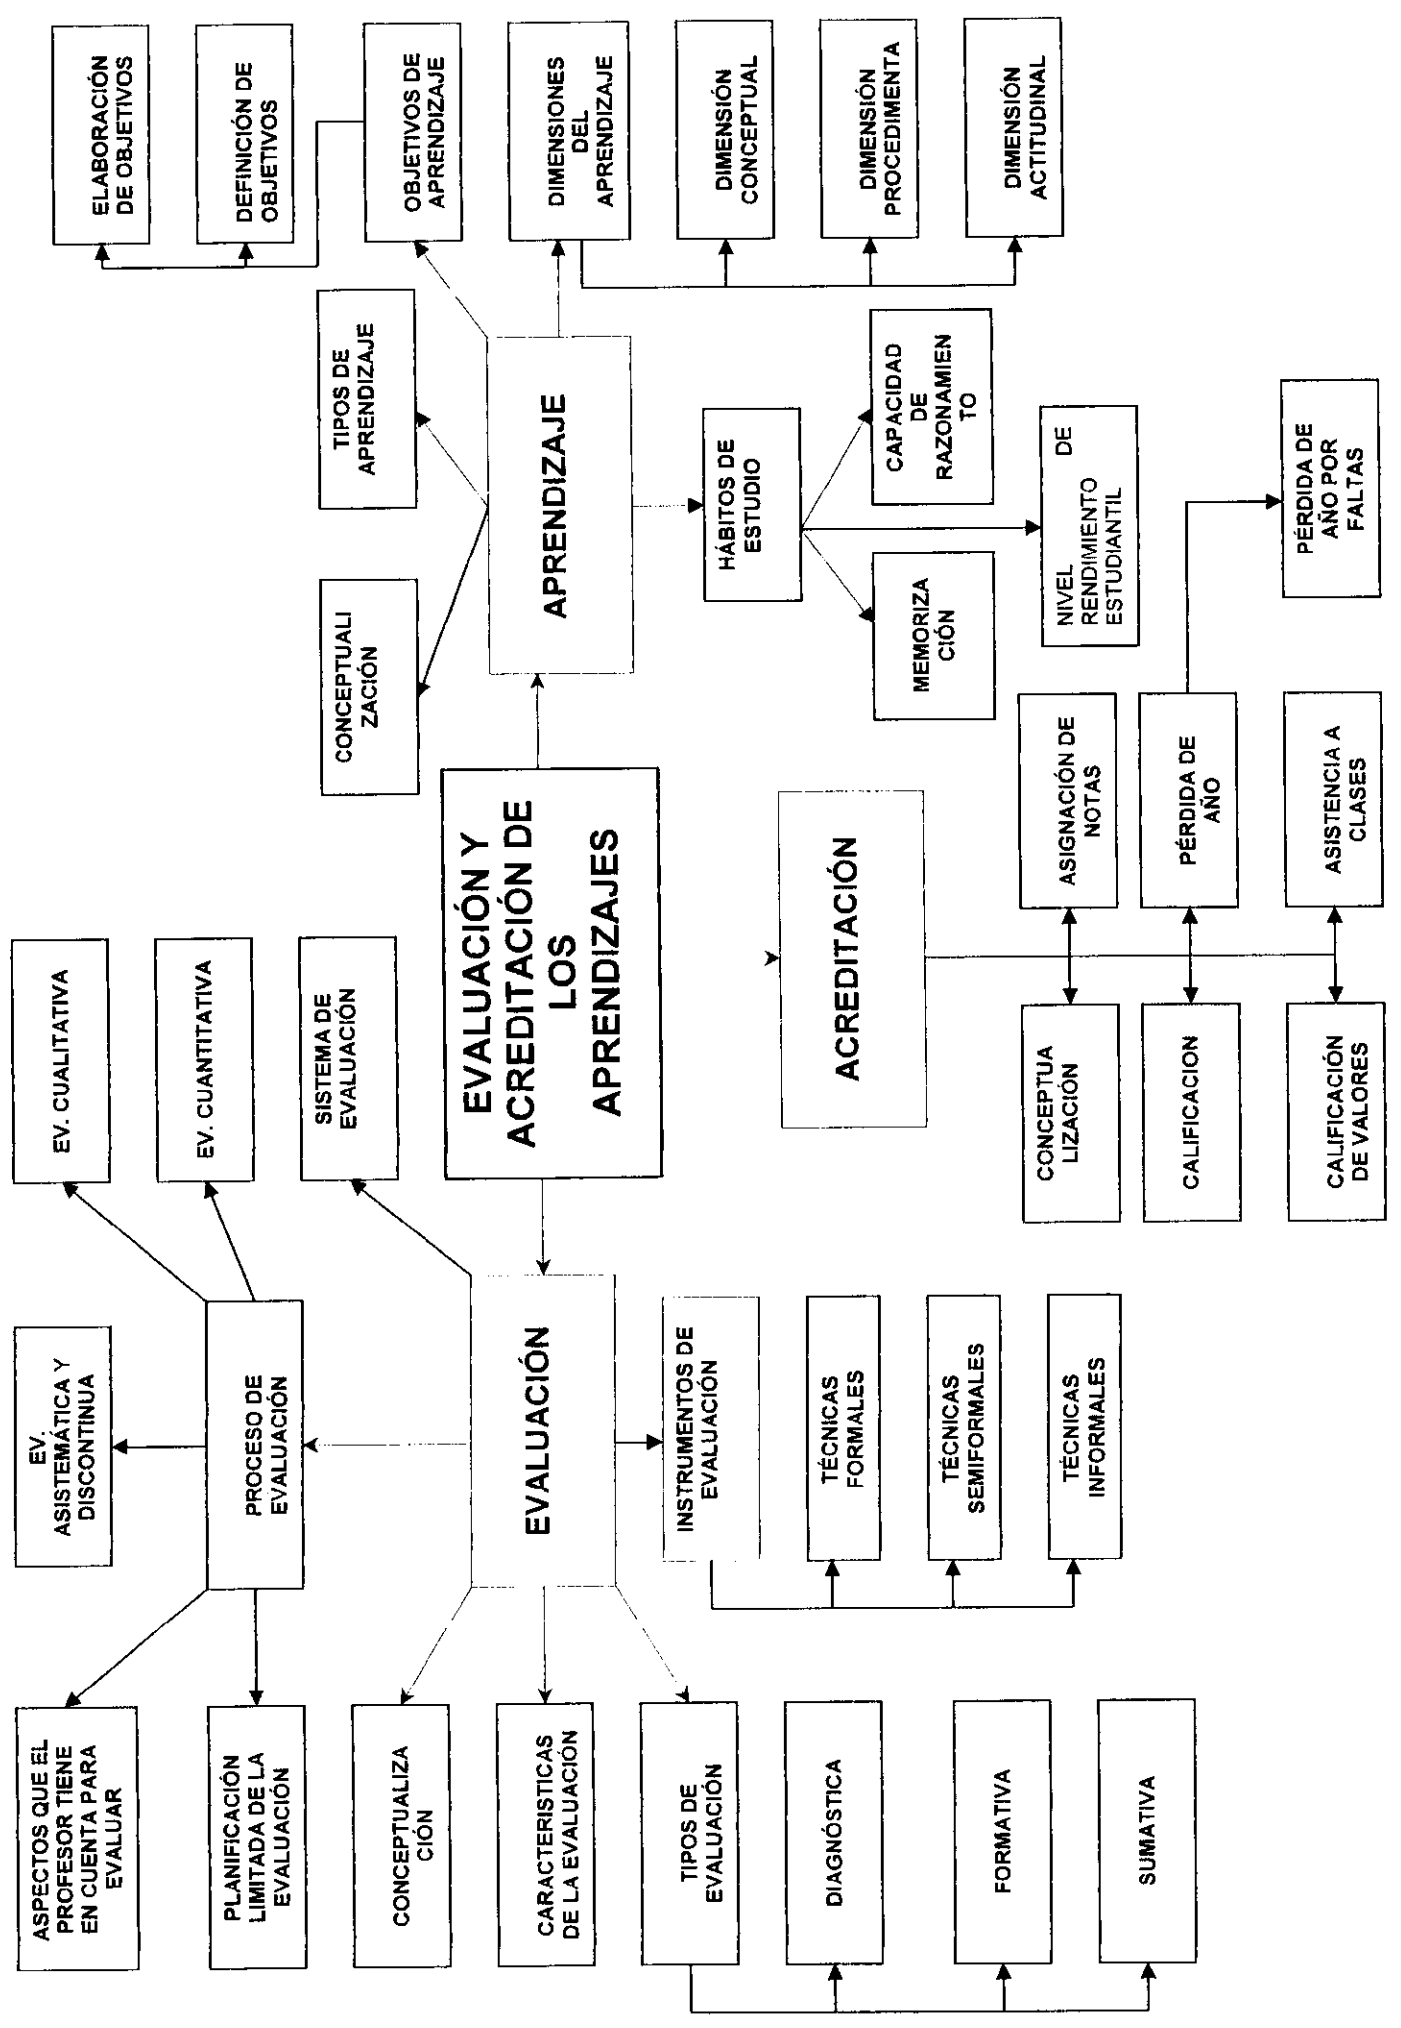 ASPECTOS QUE EL
PROFESOR TIENE
EN CUENTA PARA
EVALUAR
EV.
ASISTEMÁTICA Y
DISCONTINUA
EV. CUALITATIVA
ELABORACIÓN
DE OBJETIVOS
PLANIFICACIÓN
LIMITADA DE LA
EVALUACIÓN
PROCESO DE
EVALUACIÓN
EV. CUANTITATIVA
DEFINICIÓN DE
OBJETIVOS
CONCEPTUALIZA
CIÓN
SISTEMA DE
EVALUACIÓN
CONCEPTUALI
ZACIÓN
TIPOS DE
APRENDIZAJE
OBJETIVOS DE
APRENDIZAJE
CARACTERISTICAS
DE LA EVALUACIÓN
EVALUACIÓN
EVALUACIÓN Y
ACREDITACIÓN DE
LOS
APRENDIZAJES
APRENDIZAJE
DIMENSIONES
DEL
APRENDIZAJE
TIPOS DE
EVALUACIÓN
INSTRUMENTOS DE
EVALUACIÓN
HÁBITOS DE
ESTUDIO
DIMENSIÓN
CONCEPTUAL
DIAGNÓSTICA
TÉCNICAS
FORMALES
ACREDITACIÓN
MEMORIZA
CIÓN
CAPACIDAD
DE
RAZONAMIEN
TO
DIMENSIÓN
PROCEDIMENTA
FORMATIVA
TÉCNICAS
SEMIFORMALES
DIMENSIÓN
ACTITUDINAL
SUMATIVA
TÉCNICAS
INFORMALES
CONCEPTUA
LIZACIÓN
ASIGNACIÓN DE
NOTAS
NIVEL DE
RENDIMIENTO
ESTUDIANTIL
CALIFICACION
PÉRDIDA DE
AÑO
CALIFICACIÓN
DE VALORES
ASISTENCIA A
CLASES
PÉRDIDA DE
AÑO POR
FALTAS